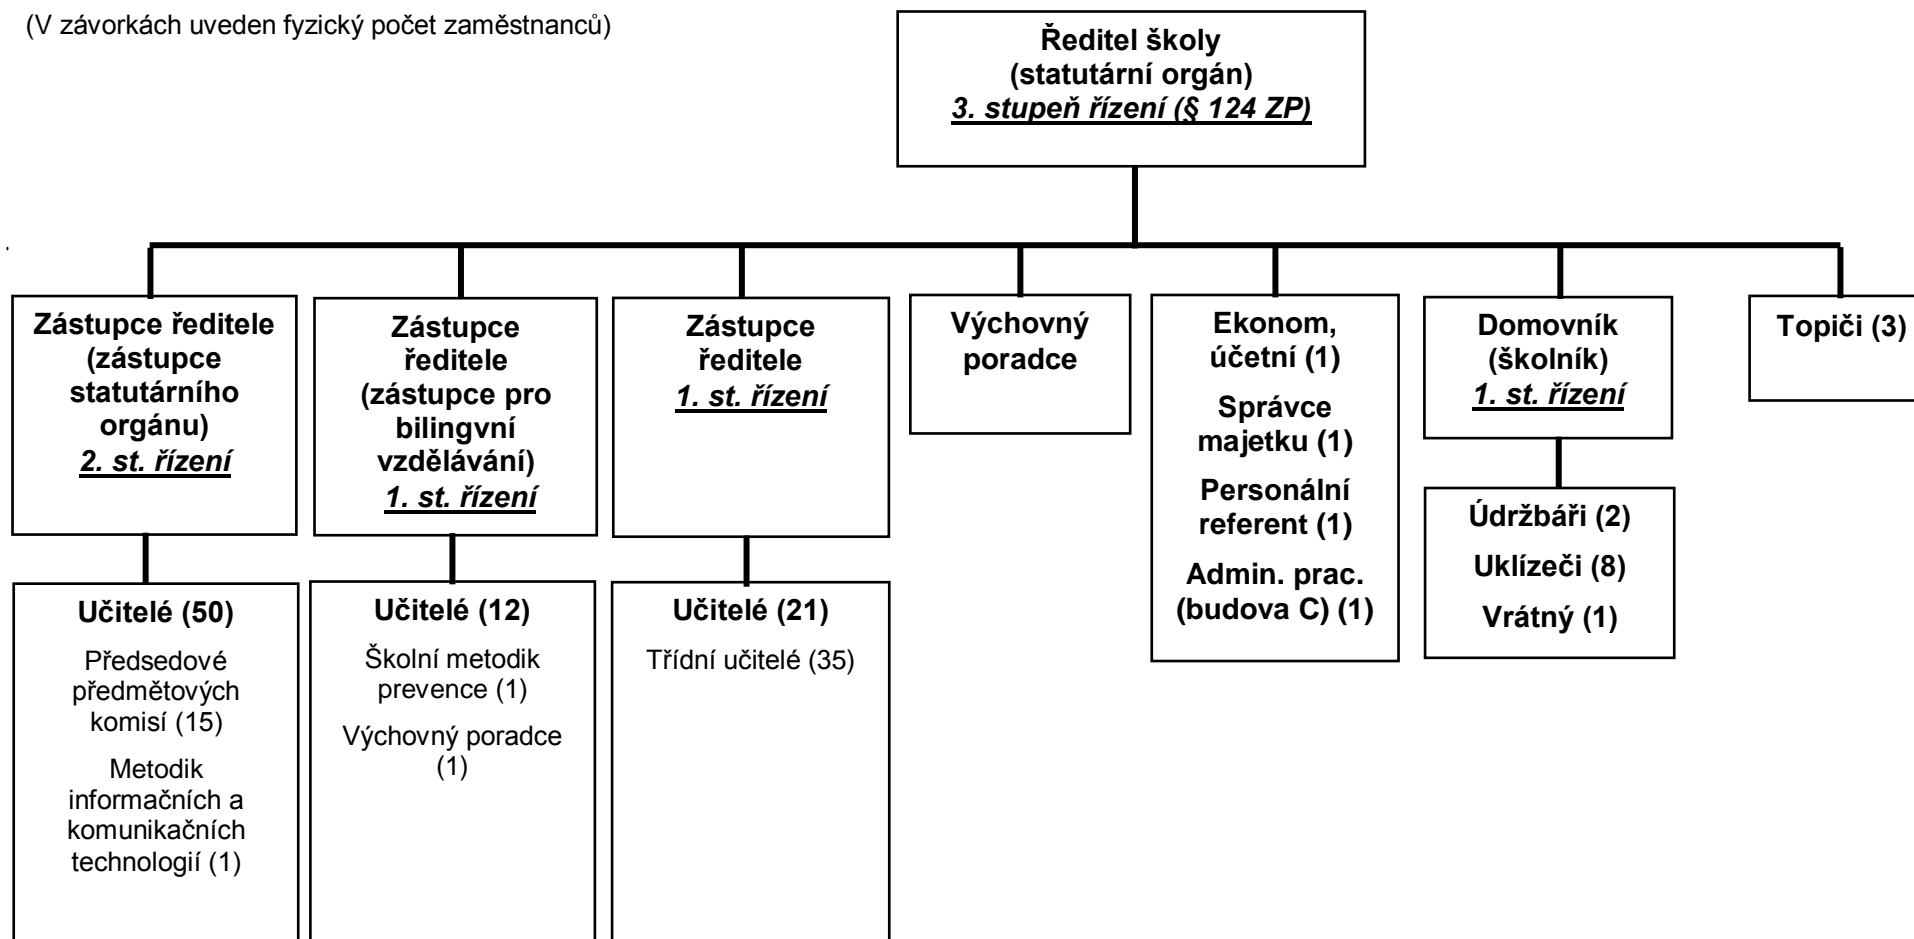 (V závorkách uveden fyzický počet zaměstnanců)
Ředitel školy
(statutární orgán)
3. stupeň řízení (§ 124 ZP)
Zástupce ředitele
(zástupce
statutárního
orgánu)
2. st. řízení
Zástupce
ředitele
(zástupce pro
bilingvní
vzdělávání)
1. st. řízení
Zástupce
ředitele
1. st. řízení
Výchovný
poradce
Ekonom,
účetní (1)
Správce
majetku (1)
Personální
referent (1)
Admin. prac.
(budova C) (1)
Domovník
(školník)
1. st. řízení
Topiči (3)
Údržbáři (2)
Uklízeči (8)
Vrátný (1)
Učitelé (50)
Předsedové
předmětových
komisí (15)
Metodik
informačních a
komunikačních
technologií (1)
Učitelé (12)
Školní metodik
prevence (1)
Výchovný poradce
(1)
Učitelé (21)
Třídní učitelé (35)